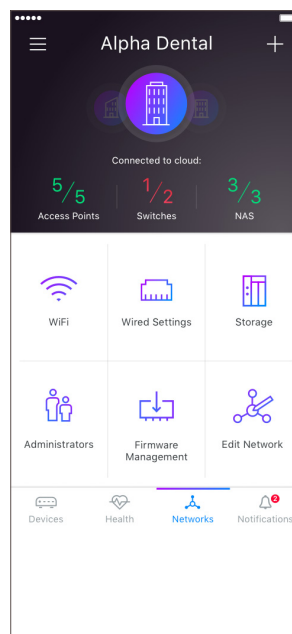 Alpha Dental
Connected to cloud:
5/5
1/2
3/3
Access Points
Switches
NAS
WiFi
Wired Settings
Storage
Administrators
Firmware
Management
Edit Network
2
Devices
Health
Networks
Notifications